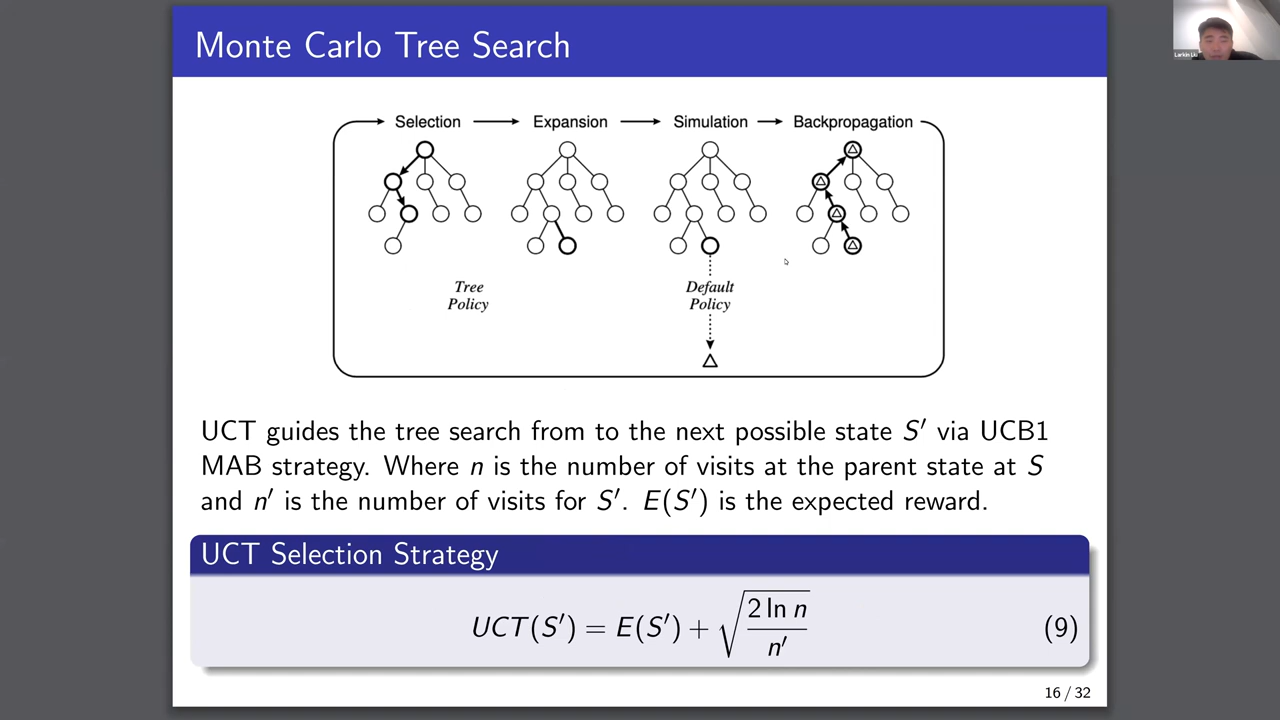 Monte Carlo Tree Search
Selection Expansion Simulation Backpropagation
Tree Policy
Default Policy
UCT guides the tree search from to the next possible state S′ via UCB1
MAB strategy. Where n is the number of visits at the parent state at S
and n′ is the number of visits for S′. E(S′) is the expected reward.
UCT Selection Strategy
UCT(S′) = E(S′) + √(2 ln n / n′) (9)
16 / 32